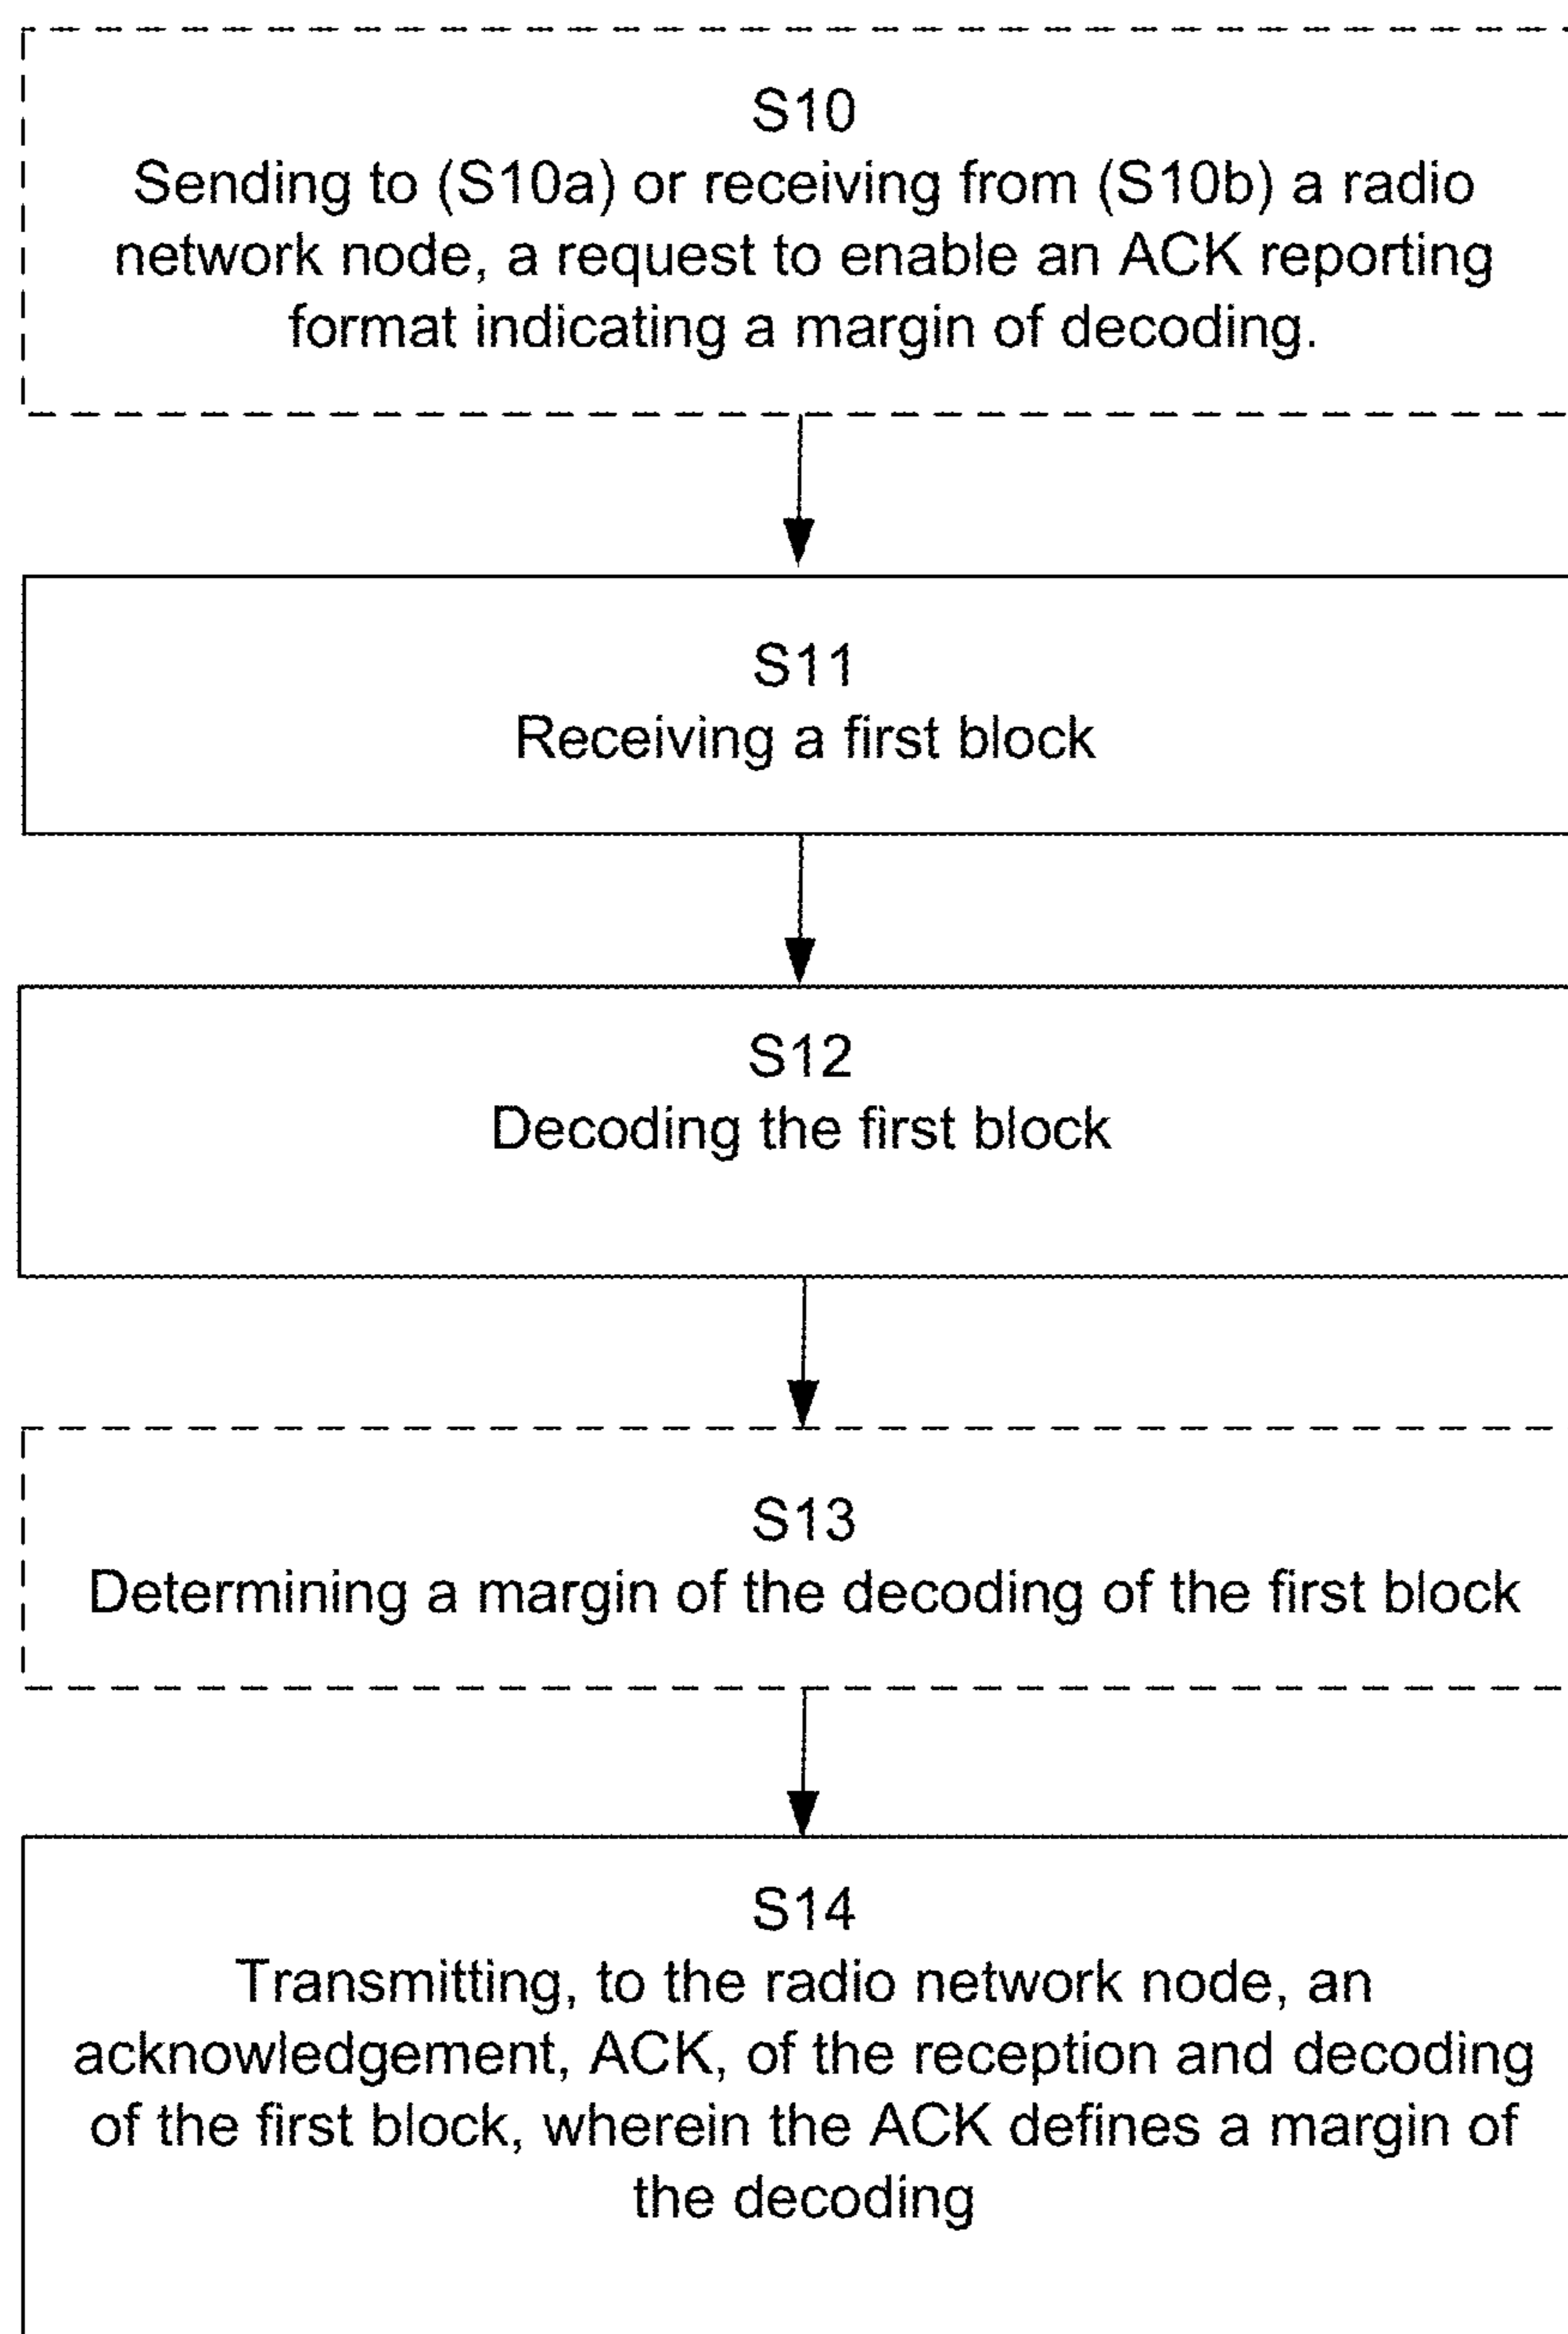 S10
Sending to (S10a) or receiving from (S10b) a radio
network node, a request to enable an ACK reporting
format indicating a margin of decoding.
S11
Receiving a first block
S12
Decoding the first block
S13
Determining a margin of the decoding of the first block
S14
Transmitting, to the radio network node, an
acknowledgement, ACK, of the reception and decoding
of the first block, wherein the ACK defines a margin of
the decoding